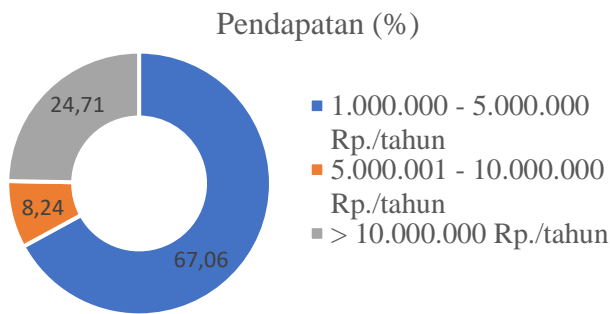 Pendapatan (%)
24,71
8,24
67,06
1.000.000 - 5.000.000
Rp./tahun
5.000.001 - 10.000.000
Rp./tahun
> 10.000.000 Rp./tahun